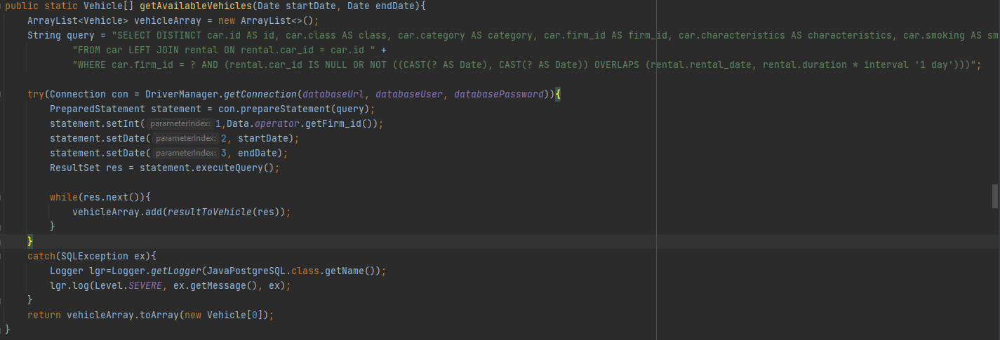 public static Vehicle[] getAvailableVehicles(Date startDate, Date endDate){
ArrayList<Vehicle> vehicleArray = new ArrayList<>();
String query = "SELECT DISTINCT car.id AS id, car.class AS class, car.category AS category, car.firm_id AS firm_id, car.characteristics AS characteristics, car.smoking AS sm
"FROM car LEFT JOIN rental ON rental.car_id = car.id " +
"WHERE car.firm_id = ? AND (rental.car_id IS NULL OR NOT ((CAST(? AS Date), CAST(? AS Date)) OVERLAPS (rental.rental_date, rental.duration * interval '1 day')))";
try(Connection con = DriverManager.getConnection(databaseUrl, databaseUser, databasePassword)){
PreparedStatement statement = con.prepareStatement(query);
statement.setInt( parameterIndex: 1,Data.operator.getFirm_id());
statement.setDate( parameterIndex: 2, startDate);
statement.setDate( parameterIndex: 3, endDate);
ResultSet res = statement.executeQuery();
while(res.next()){
vehicleArray.add(resultToVehicle(res));
}
}
catch(SQLException ex){
Logger lgr=Logger.getLogger(JavaPostgreSQL.class.getName());
lgr.log(Level.SEVERE, ex.getMessage(), ex);
}
return vehicleArray.toArray(new Vehicle[0]);
}